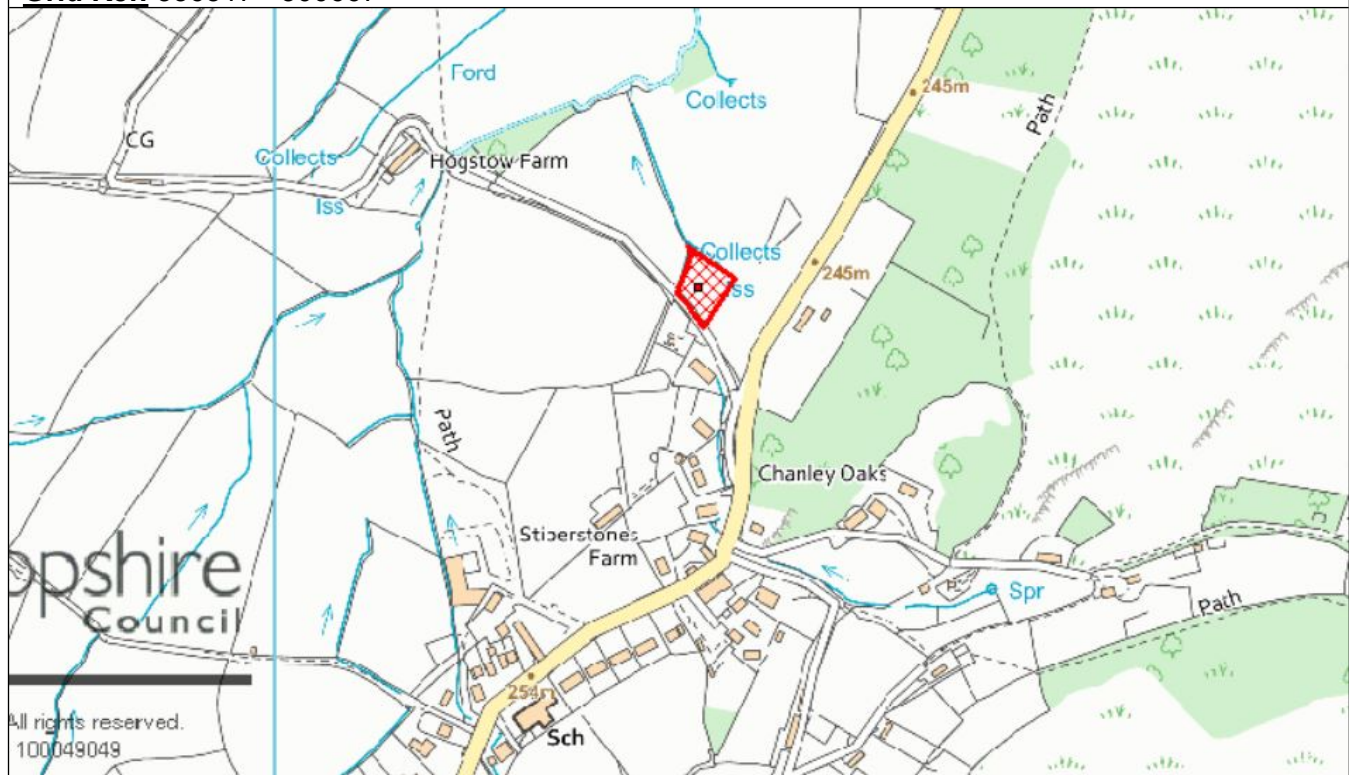 245m
Ford
Collects
Path
CG
Collects
Hogstow Farm
Iss
Collects
245m
Iss
Path
Chanley Oaks
Stiperstones
Farm
opshire
Council
Spr
Path
254m
All rights reserved.
100049049
Sch